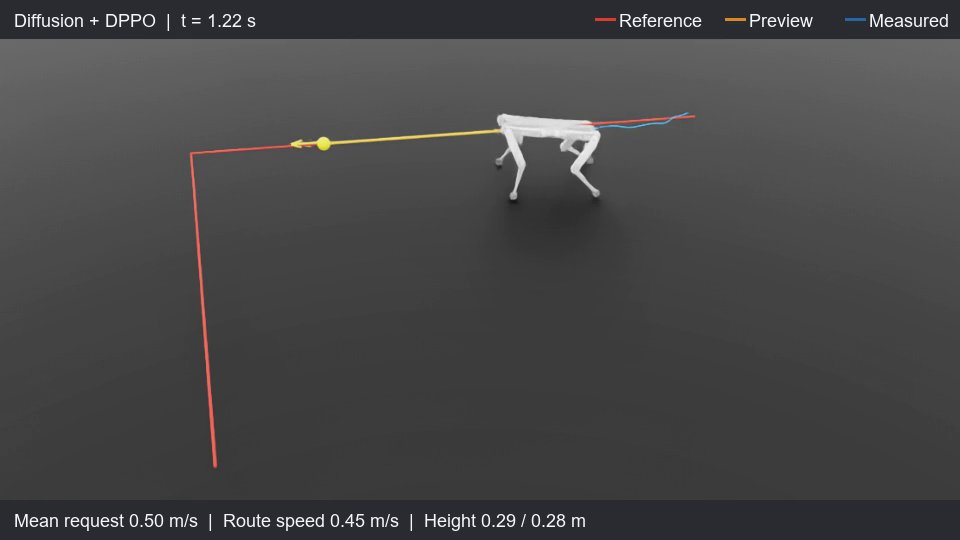 Diffusion + DPPO | t = 1.22 s
Reference
Preview
Measured
Mean request 0.50 m/s | Route speed 0.45 m/s | Height 0.29 / 0.28 m